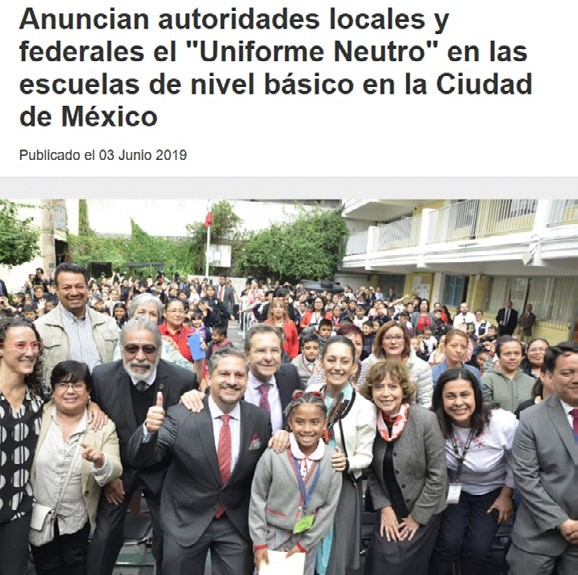 Anuncian autoridades locales y
federales el "Uniforme Neutro" en las
escuelas de nivel básico en la Ciudad
de México
Publicado el 03 Junio 2019